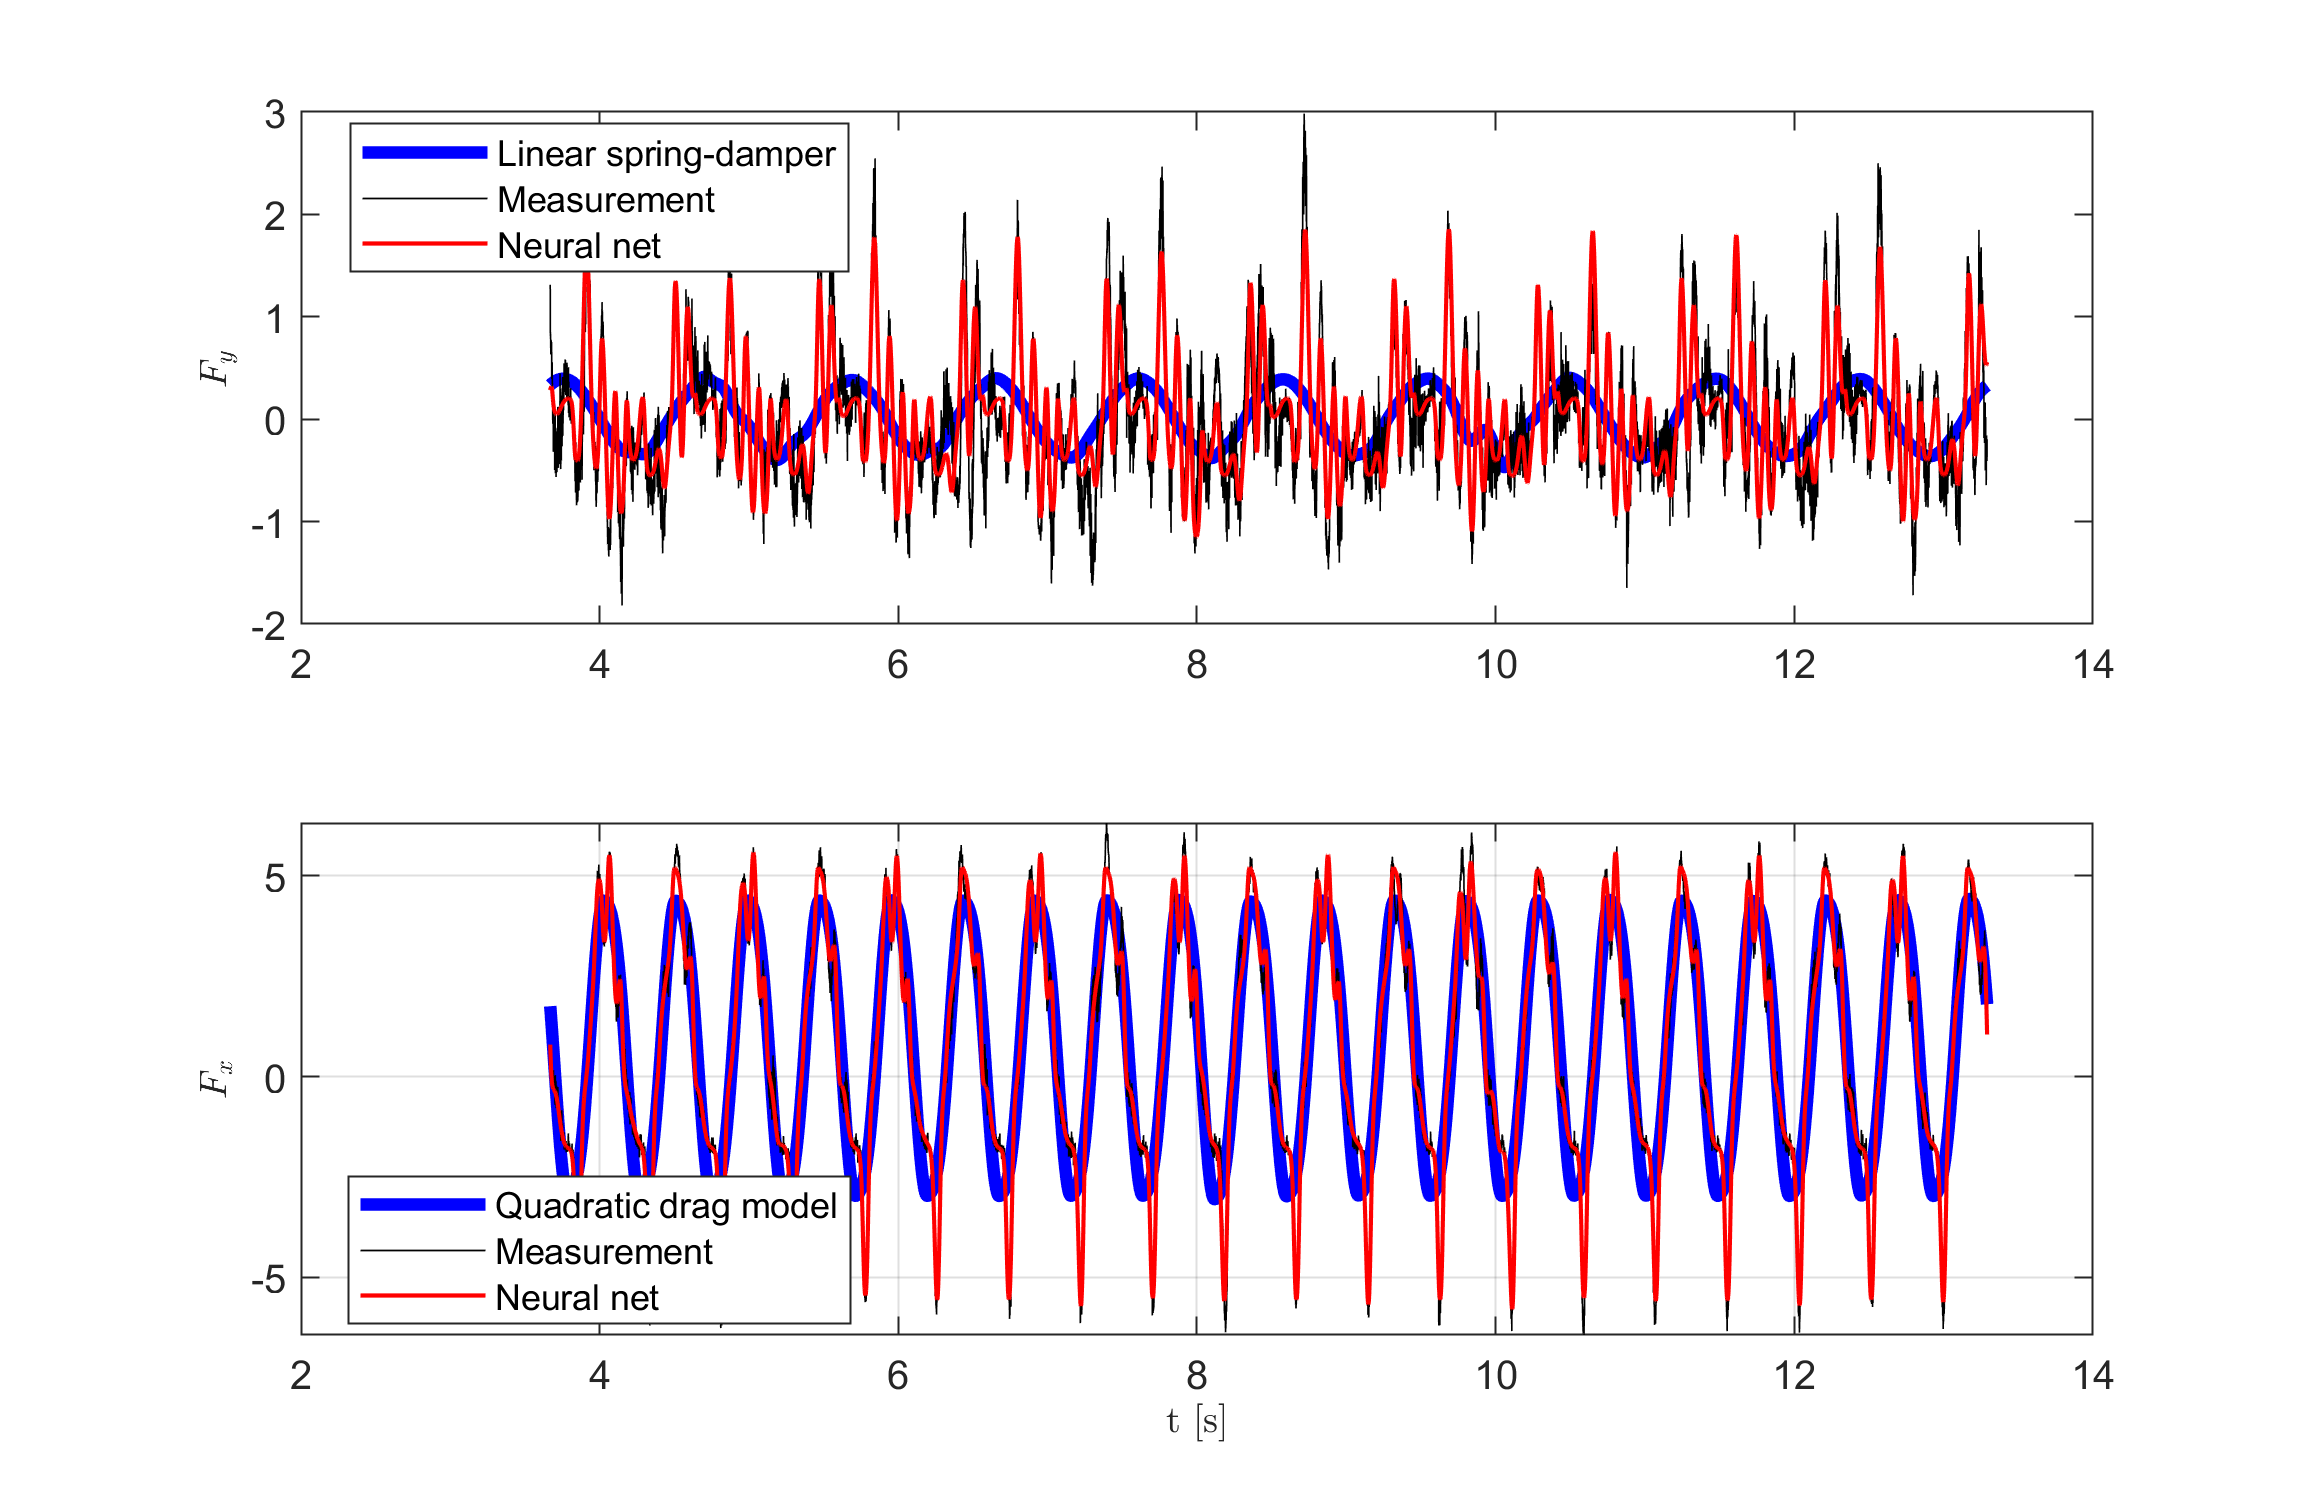 3
2
1
0
-1
-2
F_y
Linear spring-damper
Measurement
Neural net
2 4 6 8 10 12 14
5
0
-5
F_x
Quadratic drag model
Measurement
Neural net
2 4 6 8 10 12 14
t [s]